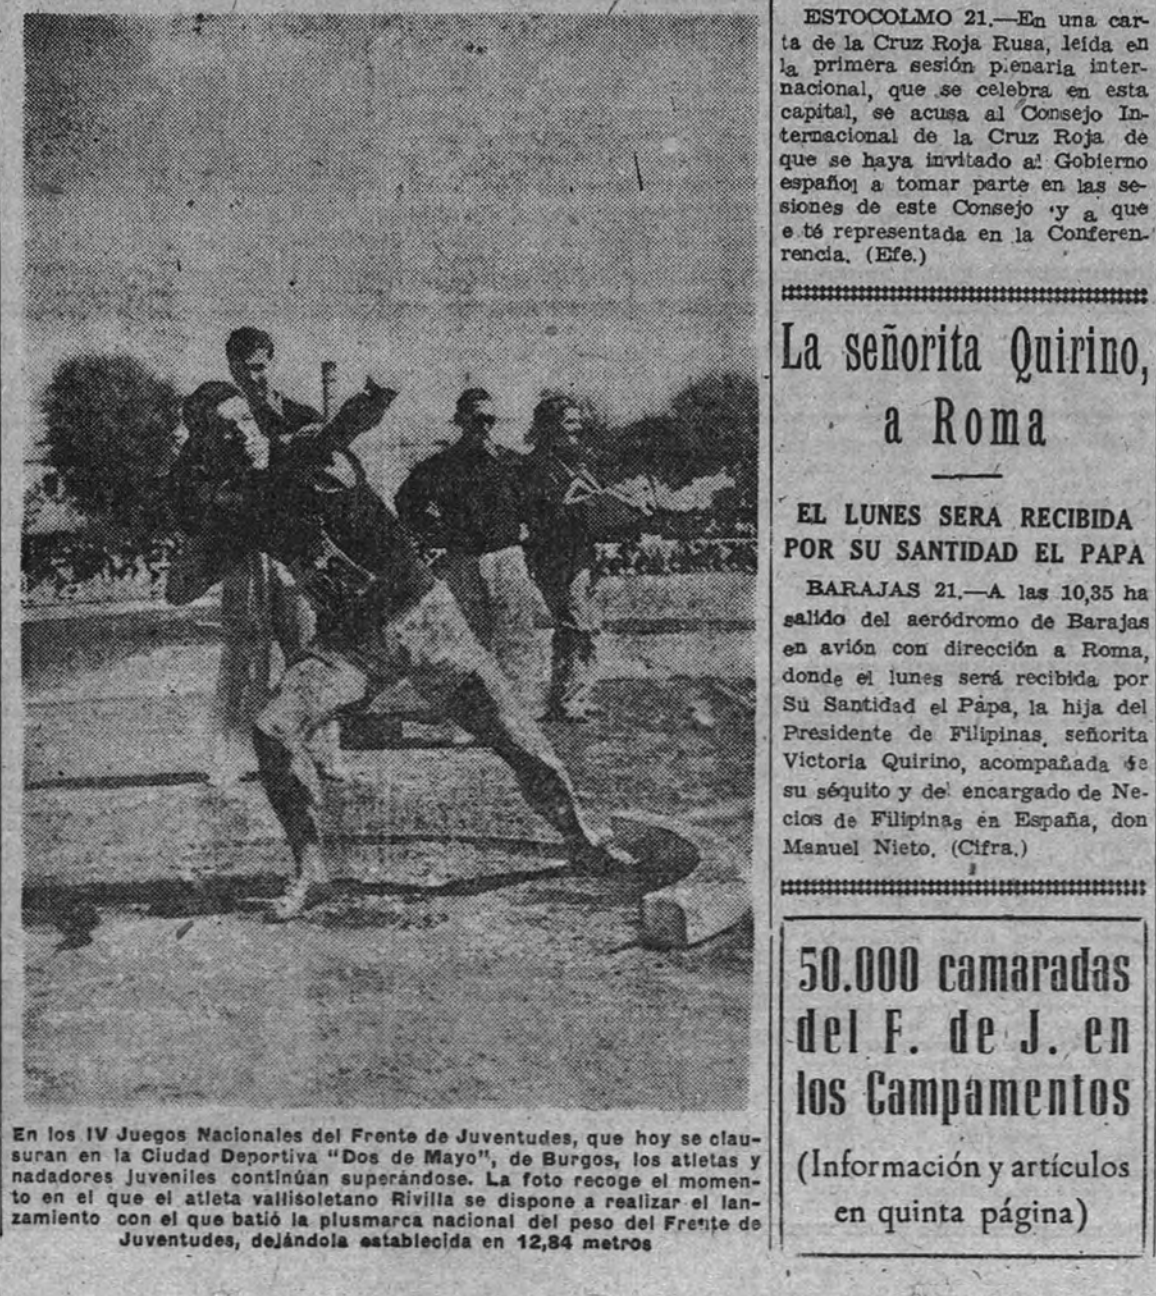 ESTOCOLMO 21.—En una car-
ta de la Cruz Roja Rusa, leída en
la primera sesión plenaria inter-
nacional, que se celebra en esta
capital, se acusa al Consejo In-
ternacional de la Cruz Roja de
que se haya invitado al Gobierno
español a tomar parte en las se-
siones de este Consejo y a que
e té representada en la Conferen-
rencia. (Efe.)
La señorita Quirino,
a Roma
EL LUNES SERA RECIBIDA
POR SU SANTIDAD EL PAPA
BARAJAS 21.—A las 10,35 ha
salido del aeródromo de Barajas
en avión con dirección a Roma,
donde el lunes será recibida por
Su Santidad el Papa, la hija del
Presidente de Filipinas, señorita
Victoria Quirino, acompañada de
su séquito y del encargado de Ne-
cios de Filipinas en España, don
Manuel Nieto. (Cifra.)
50.000 camaradas
del F. de J. en
los Campamentos
(Información y artículos
en quinta página)
En los IV Juegos Nacionales del Frente de Juventudes, que hoy se clau-
suran en la Ciudad Deportiva "Dos de Mayo", de Burgos, los atletas y
nadadores juveniles continúan superándose. La foto recoge el momen-
to en el que el atleta vallisoletano Rivilla se dispone a realizar el lan-
zamiento con el que batió la plusmarca nacional del peso del Frente de
Juventudes, dejándola establecida en 12,84 metros